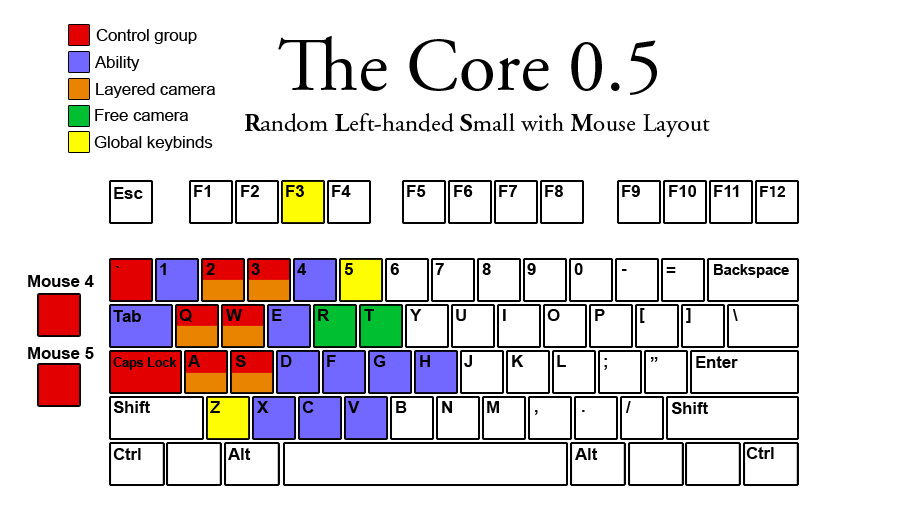 Control group
Ability
Layered camera
Free camera
Global keybinds
The Core 0.5
Random Left-handed Small with Mouse Layout
Esc F1 F2 F3 F4 F5 F6 F7 F8 F9 F10 F11 F12
Mouse 4
Mouse 5
` 1 2 3 4 5 6 7 8 9 0 - = Backspace
Tab Q W E R T Y U I O P [ ] \
Caps Lock A S D F G H J K L ; ” Enter
Shift Z X C V B N M , . / Shift
Ctrl Alt Alt Ctrl